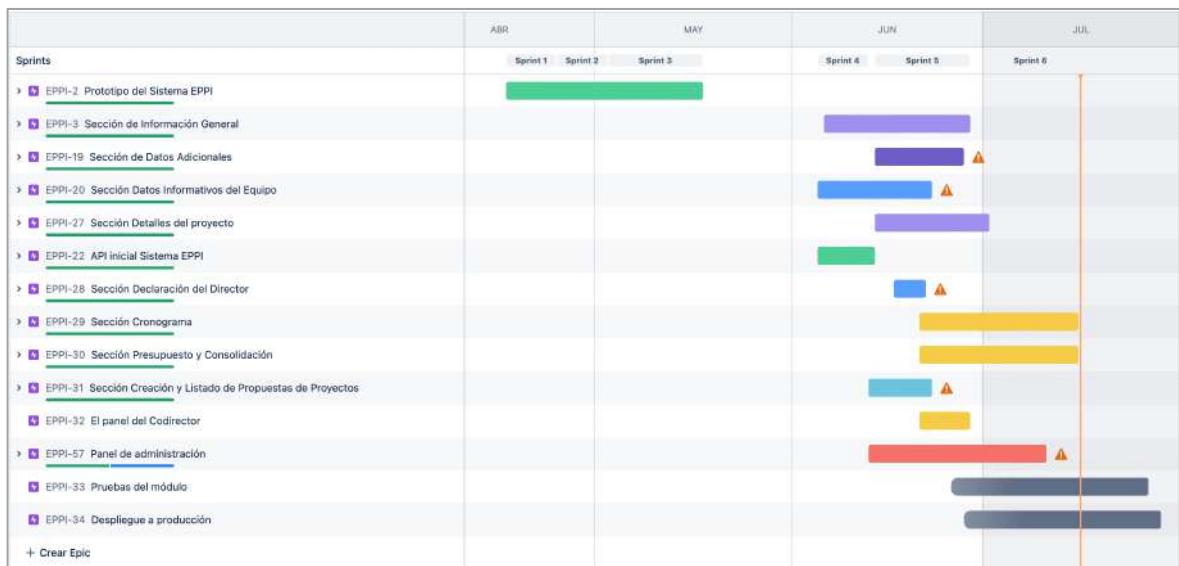 ABR MAY JUN JUL
Sprints Sprint 1 Sprint 2 Sprint 3 Sprint 4 Sprint 5 Sprint 6
EPPI-2 Prototipo del Sistema EPPI
EPPI-3 Sección de Información General
EPPI-19 Sección de Datos Adicionales
EPPI-20 Sección Datos Informativos del Equipo
EPPI-27 Sección Detalles del proyecto
EPPI-22 API inicial Sistema EPPI
EPPI-28 Sección Declaración del Director
EPPI-29 Sección Cronograma
EPPI-30 Sección Presupuesto y Consolidación
EPPI-31 Sección Creación y Listado de Propuestas de Proyectos
EPPI-32 El panel del Codirector
EPPI-57 Panel de administración
EPPI-33 Pruebas del módulo
EPPI-34 Despliegue a producción
+ Crear Epic